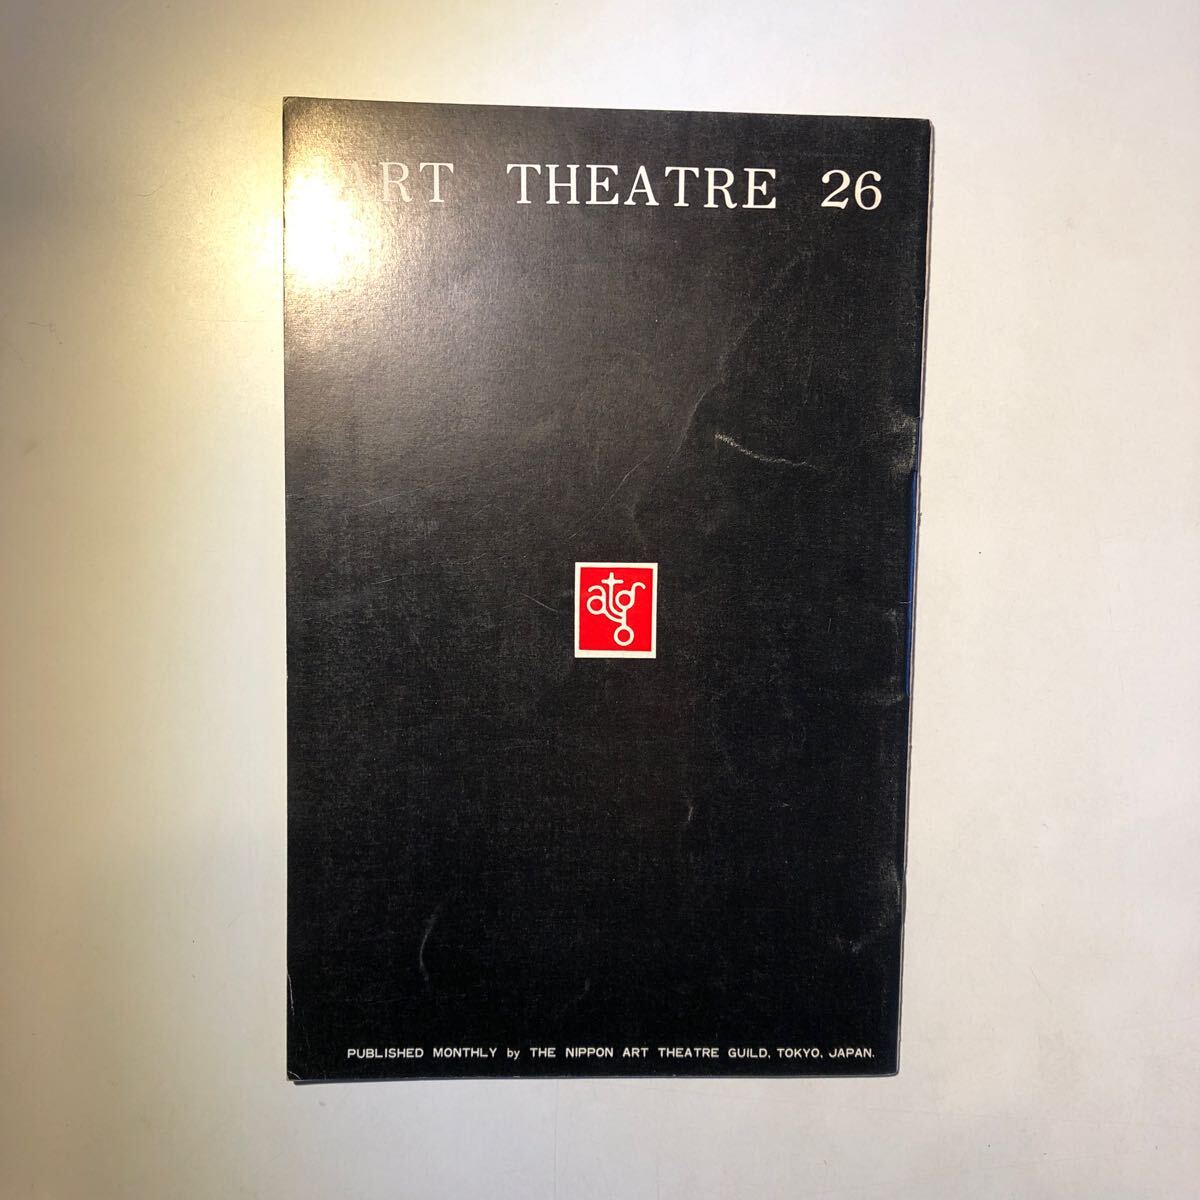 ART THEATRE 26
atg
PUBLISHED MONTHLY by THE NIPPON ART THEATRE GUILD, TOKYO, JAPAN.